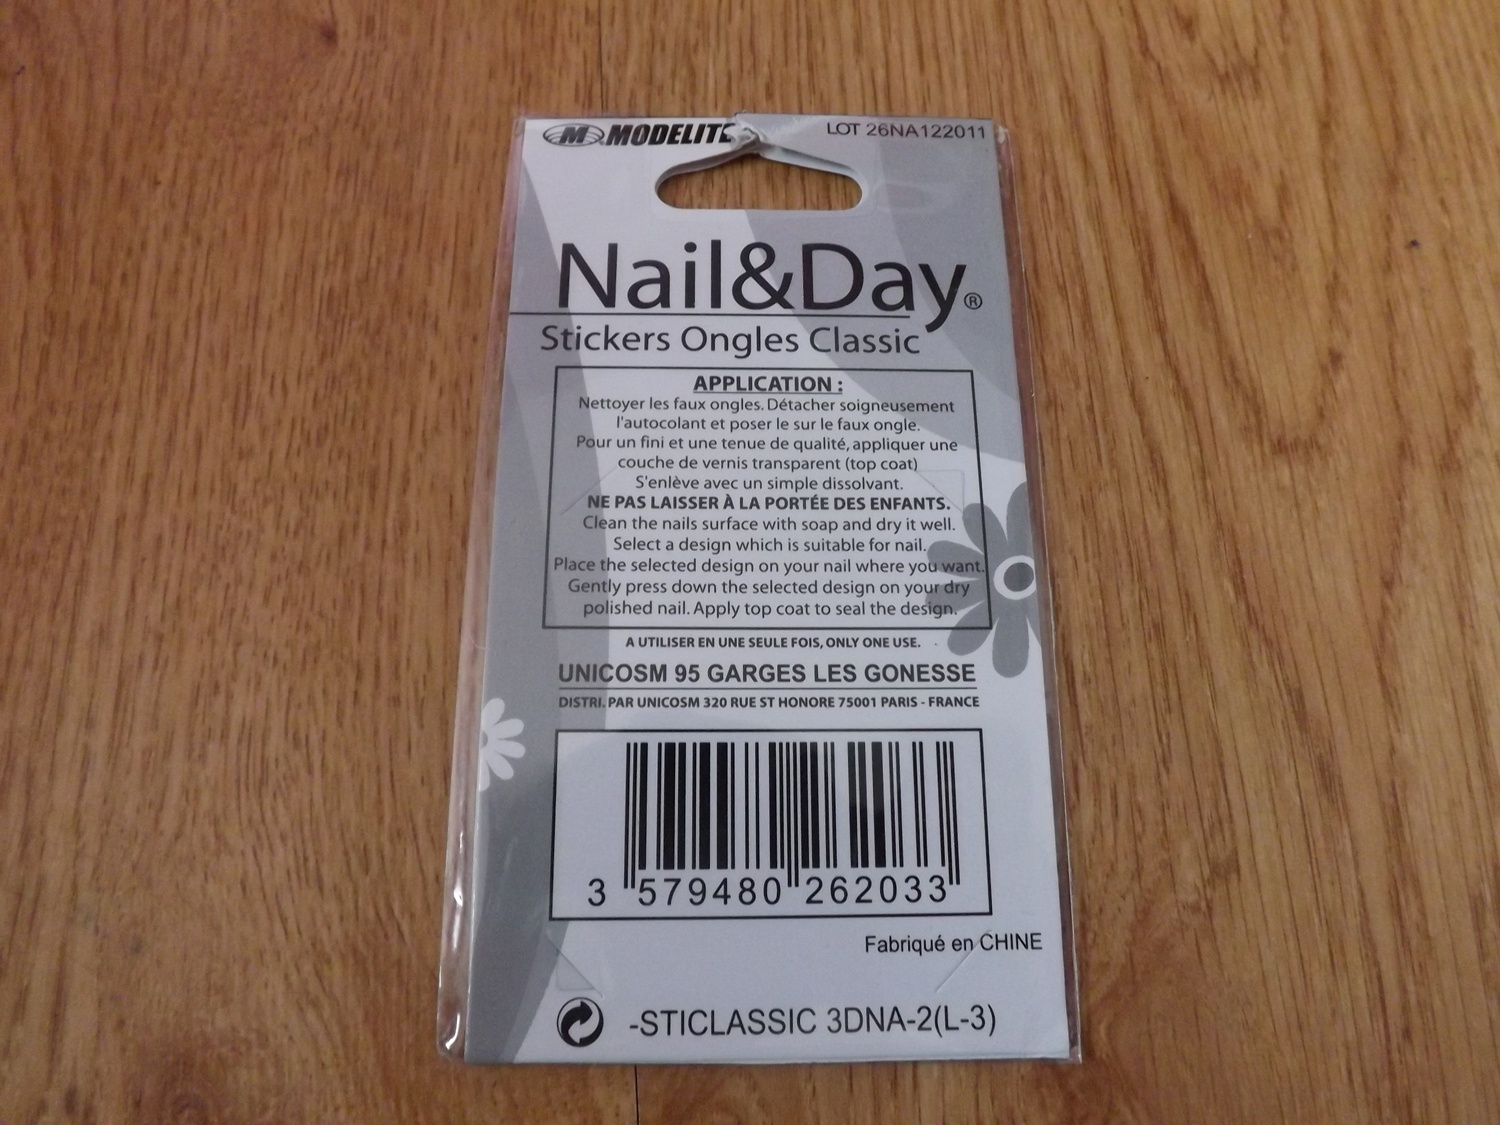 M MODELITE
LOT 26NA122011
Nail&Day®
Stickers Ongles Classic
APPLICATION :
Nettoyer les faux ongles. Détacher soigneusement
l'autocolant et poser le sur le faux ongle.
Pour un fini et une tenue de qualité, appliquer une
couche de vernis transparent (top coat)
S'enlève avec un simple dissolvant.
NE PAS LAISSER À LA PORTÉE DES ENFANTS.
Clean the nails surface with soap and dry it well.
Select a design which is suitable for nail.
Place the selected design on your nail where you want.
Gently press down the selected design on your dry
polished nail. Apply top coat to seal the design.
A UTILISER EN UNE SEULE FOIS, ONLY ONE USE.
UNICOSM 95 GARGES LES GONESSE
DISTRI. PAR UNICOSM 320 RUE ST HONORE 75001 PARIS - FRANCE
3 579480 262033
Fabriqué en CHINE
-STICLASSIC 3DNA-2(L-3)